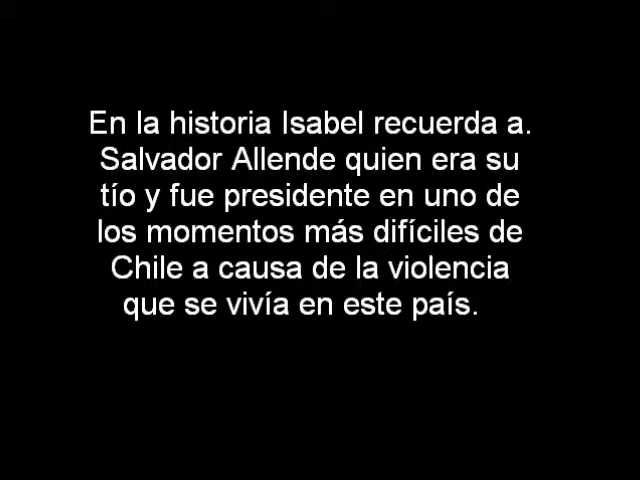 En la historia Isabel recuerda a.
Salvador Allende quien era su
tío y fue presidente en uno de
los momentos más difíciles de
Chile a causa de la violencia
que se vivía en este país.